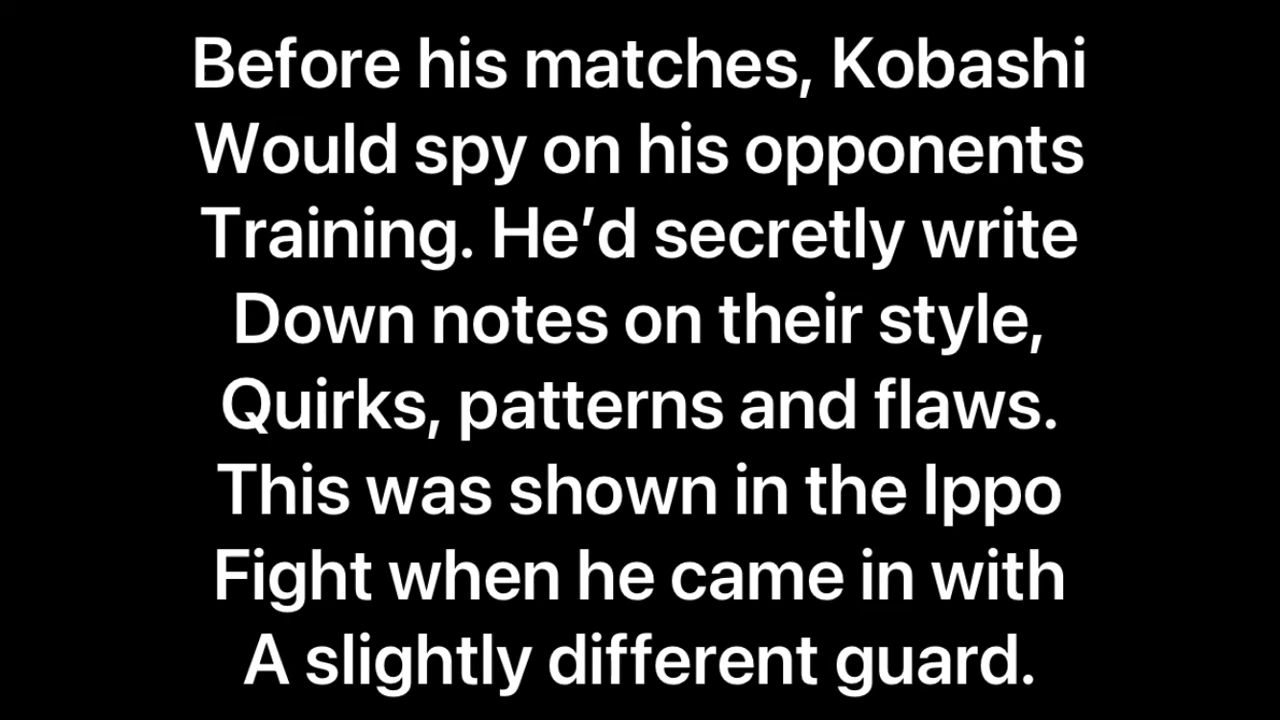 Before his matches, Kobashi
Would spy on his opponents
Training. He’d secretly write
Down notes on their style,
Quirks, patterns and flaws.
This was shown in the Ippo
Fight when he came in with
A slightly different guard.